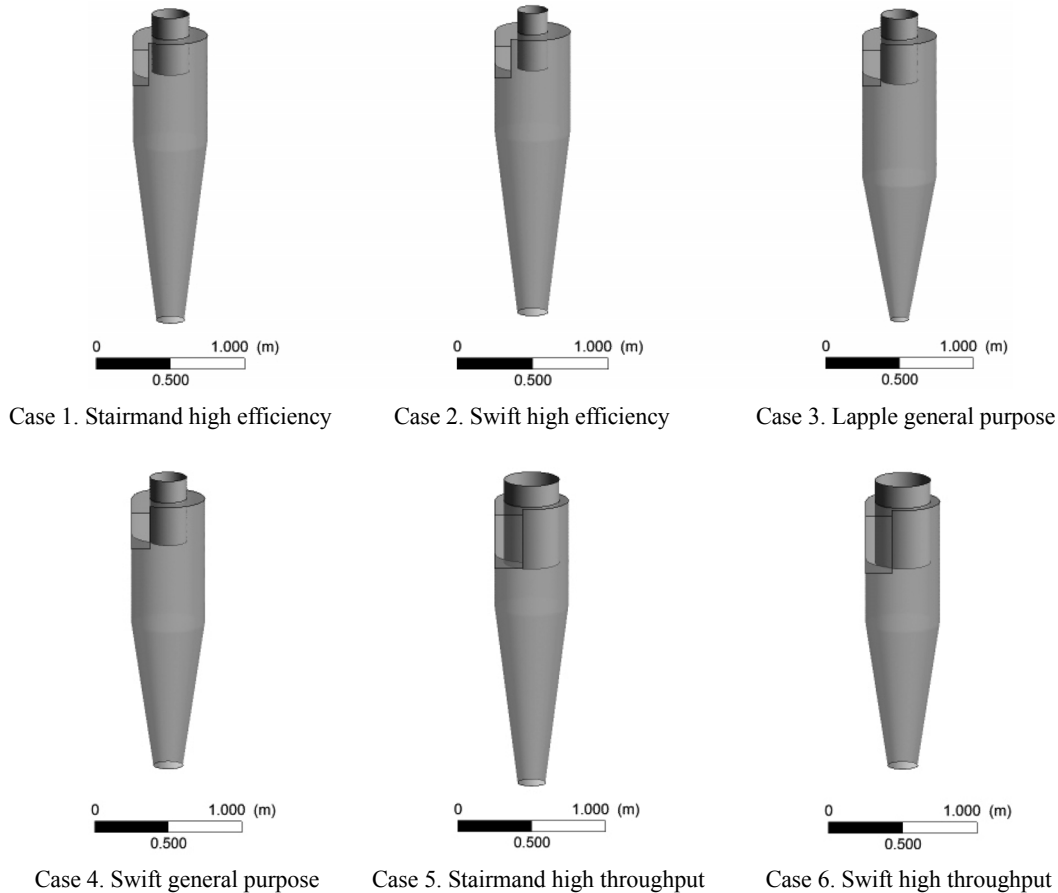 0 1.000 (m)
0.500
Case 1. Stairmand high efficiency
0 1.000 (m)
0.500
Case 2. Swift high efficiency
0 1.000 (m)
0.500
Case 3. Lapple general purpose
0 1.000 (m)
0.500
Case 4. Swift general purpose
0 1.000 (m)
0.500
Case 5. Stairmand high throughput
0 1.000 (m)
0.500
Case 6. Swift high throughput